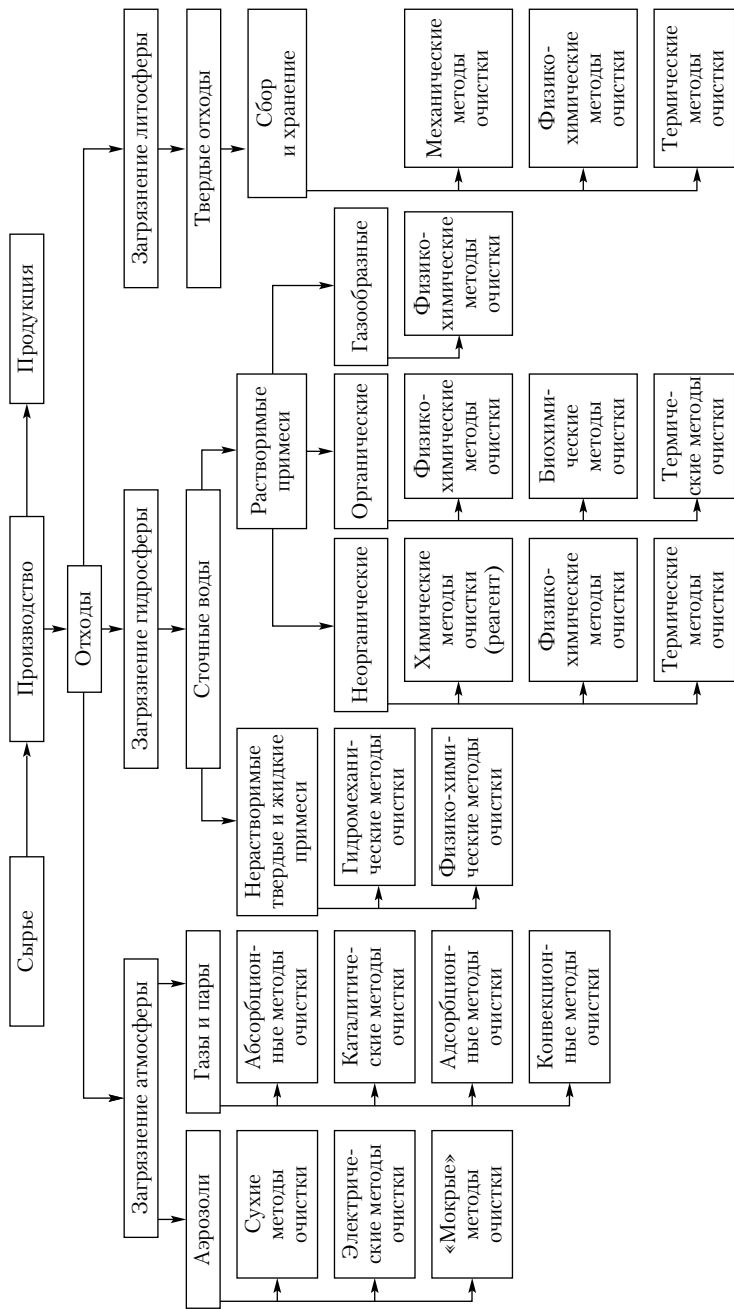 Сырье
Производство
Продукция
Отходы
Загрязнение атмосферы
Загрязнение гидросферы
Загрязнение литосферы
Аэрозоли
Газы и пары
Сточные воды
Твердые отходы
Сухие
методы
очистки
Электриче-
ские методы
очистки
«Мокрые»
методы
очистки
Абсорбцион-
ные методы
очистки
Каталитиче-
ские методы
очистки
Адсорбцион-
ные методы
очистки
Конвекцион-
ные методы
очистки
Нерастворимые
твердые и жидкие
примеси
Гидромехани-
ческие методы
очистки
Физико-хими-
ческие методы
очистки
Растворимые
примеси
Неорганические
Химические
методы
очистки
(реагент)
Физико-
химические
методы
очистки
Термические
методы
очистки
Органические
Физико-
химические
методы
очистки
Биохими-
ческие
методы
очистки
Термиче-
ские методы
очистки
Газообразные
Физико-
химические
методы
очистки
Сбор
и хранение
Механические
методы
очистки
Физико-
химические
методы
очистки
Термические
методы
очистки